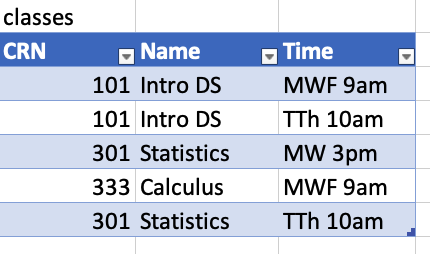 classes
CRN Name Time
101 Intro DS MWF 9am
101 Intro DS TTh 10am
301 Statistics MW 3pm
333 Calculus MWF 9am
301 Statistics TTh 10am